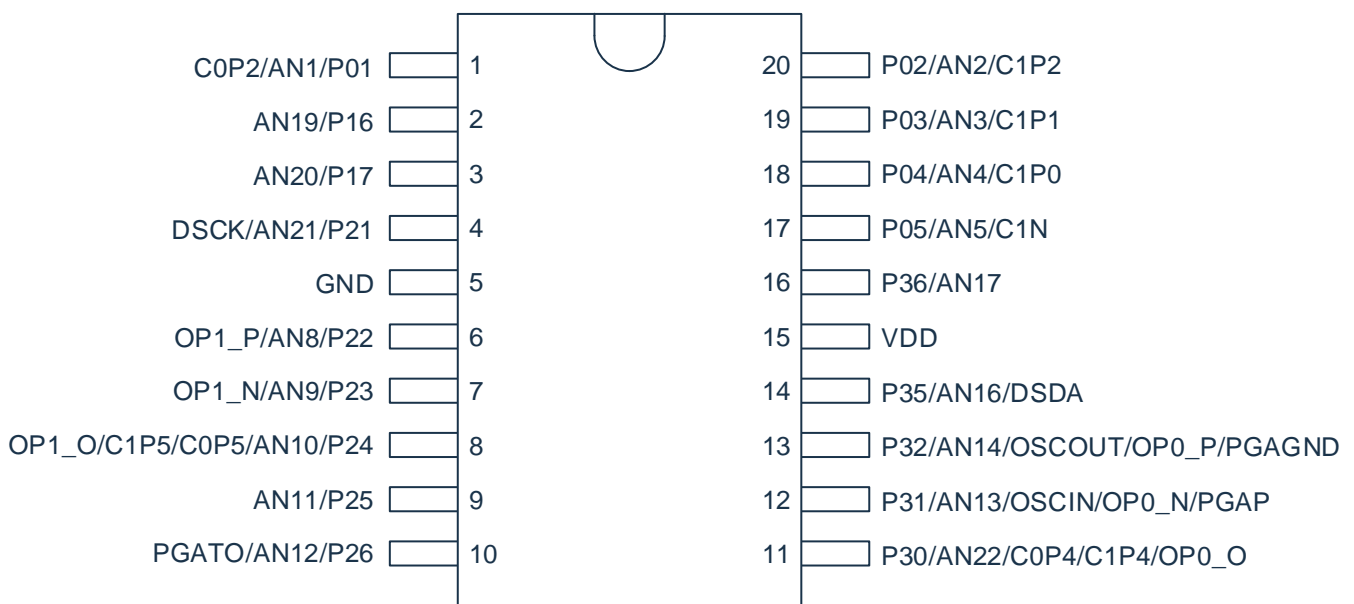 C0P2/AN1/P01 1 20 P02/AN2/C1P2
AN19/P16 2 19 P03/AN3/C1P1
AN20/P17 3 18 P04/AN4/C1P0
DSCK/AN21/P21 4 17 P05/AN5/C1N
GND 5 16 P36/AN17
OP1_P/AN8/P22 6 15 VDD
OP1_N/AN9/P23 7 14 P35/AN16/DSDA
OP1_O/C1P5/C0P5/AN10/P24 8 13 P32/AN14/OSCOUT/OP0_P/PGAGND
AN11/P25 9 12 P31/AN13/OSCIN/OP0_N/PGAP
PGATO/AN12/P26 10 11 P30/AN22/C0P4/C1P4/OP0_O